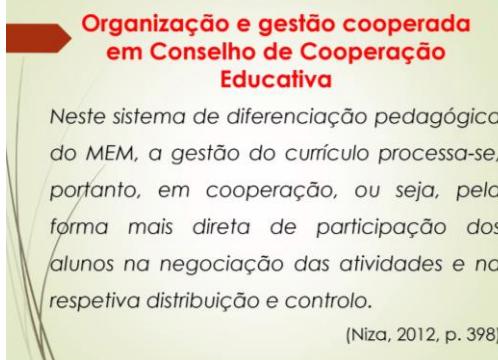 Organização e gestão cooperada
em Conselho de Cooperação
Educativa
Neste sistema de diferenciação pedagógica
do MEM, a gestão do currículo processa-se,
portanto, em cooperação, ou seja, pela
forma mais direta de participação dos
alunos na negociação das atividades e na
respetiva distribuição e controlo.
(Niza, 2012, p. 398)